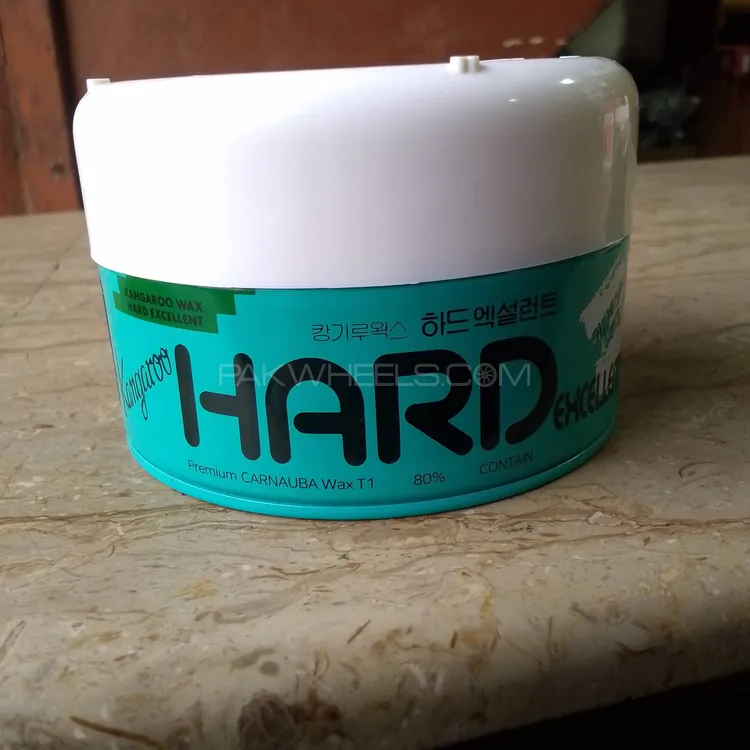 KANGAROO WAX
HARD EXCELLENT
캉가루왁스 하드 엑설런트
Kangaroo
HARD
EXCELLENT
Premium CARNAUBA Wax T1 80% CONTAIN
PAKWHEELS.COM